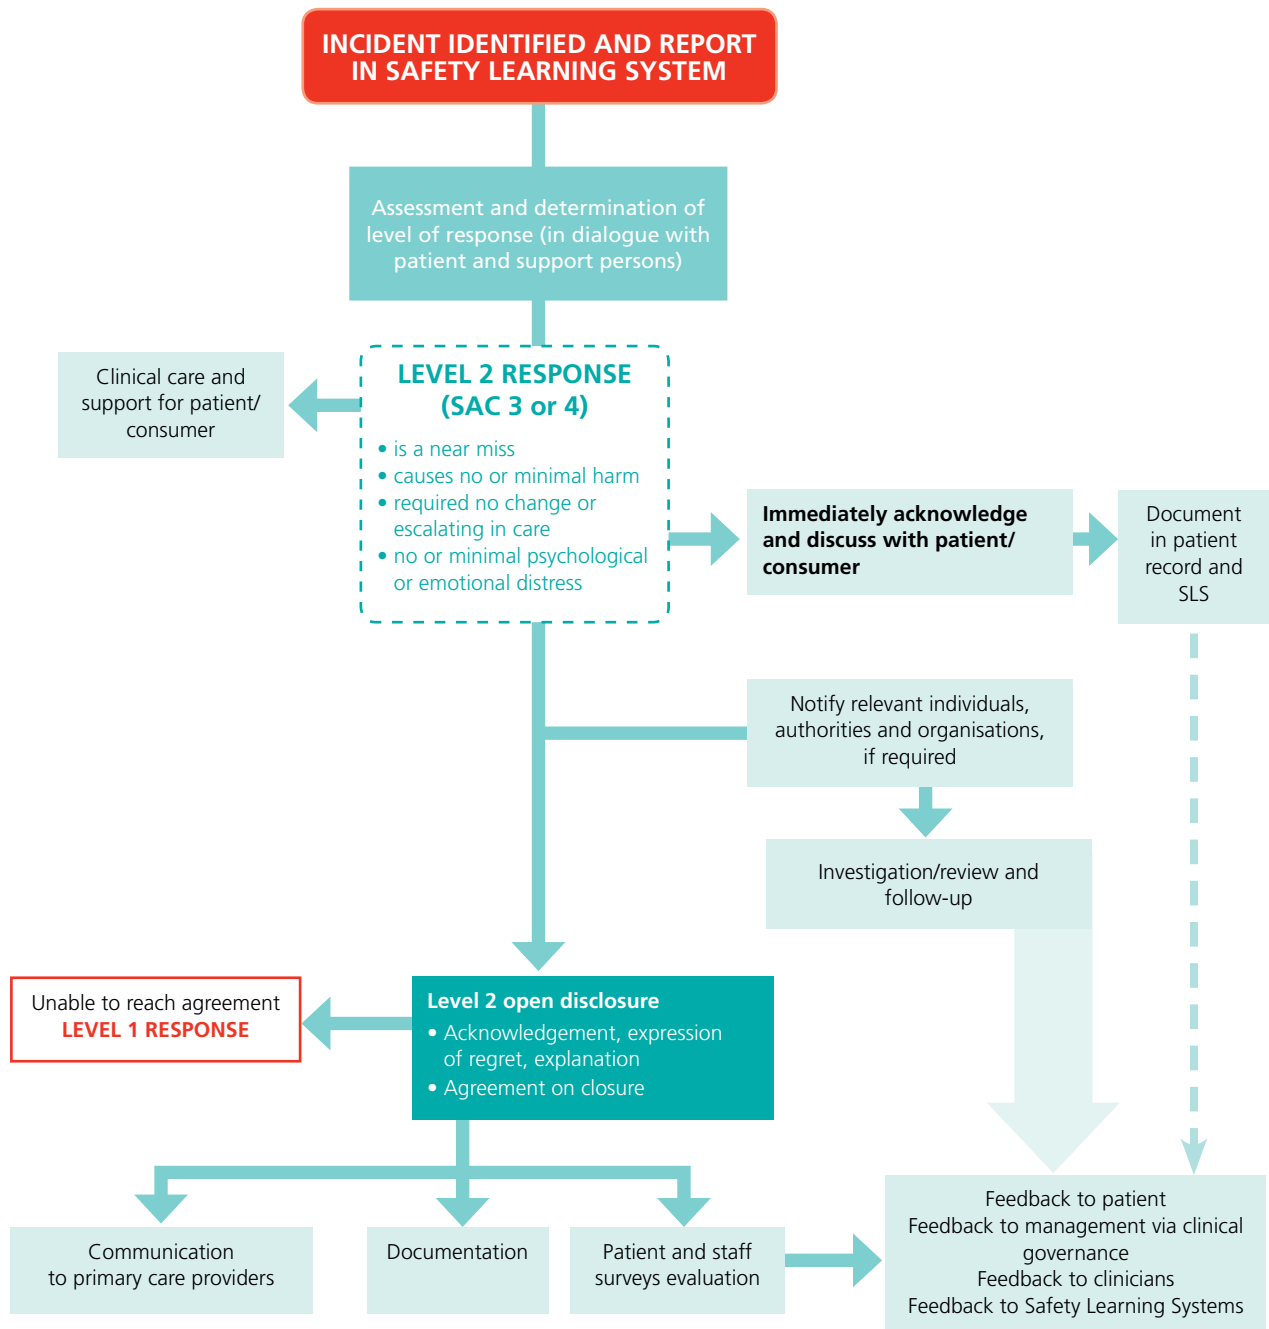 INCIDENT IDENTIFIED AND REPORT
IN SAFETY LEARNING SYSTEM
Assessment and determination of
level of response (in dialogue with
patient and support persons)
Clinical care and
support for patient/
consumer
LEVEL 2 RESPONSE
(SAC 3 or 4)
• is a near miss
• causes no or minimal harm
• required no change or
escalating in care
• no or minimal psychological
or emotional distress
Immediately acknowledge
and discuss with patient/
consumer
Document
in patient
record and
SLS
Notify relevant individuals,
authorities and organisations,
if required
Investigation/review and
follow-up
Unable to reach agreement
LEVEL 1 RESPONSE
Level 2 open disclosure
• Acknowledgement, expression
of regret, explanation
• Agreement on closure
Communication
to primary care providers
Documentation
Patient and staff
surveys evaluation
Feedback to patient
Feedback to management via clinical
governance
Feedback to clinicians
Feedback to Safety Learning Systems